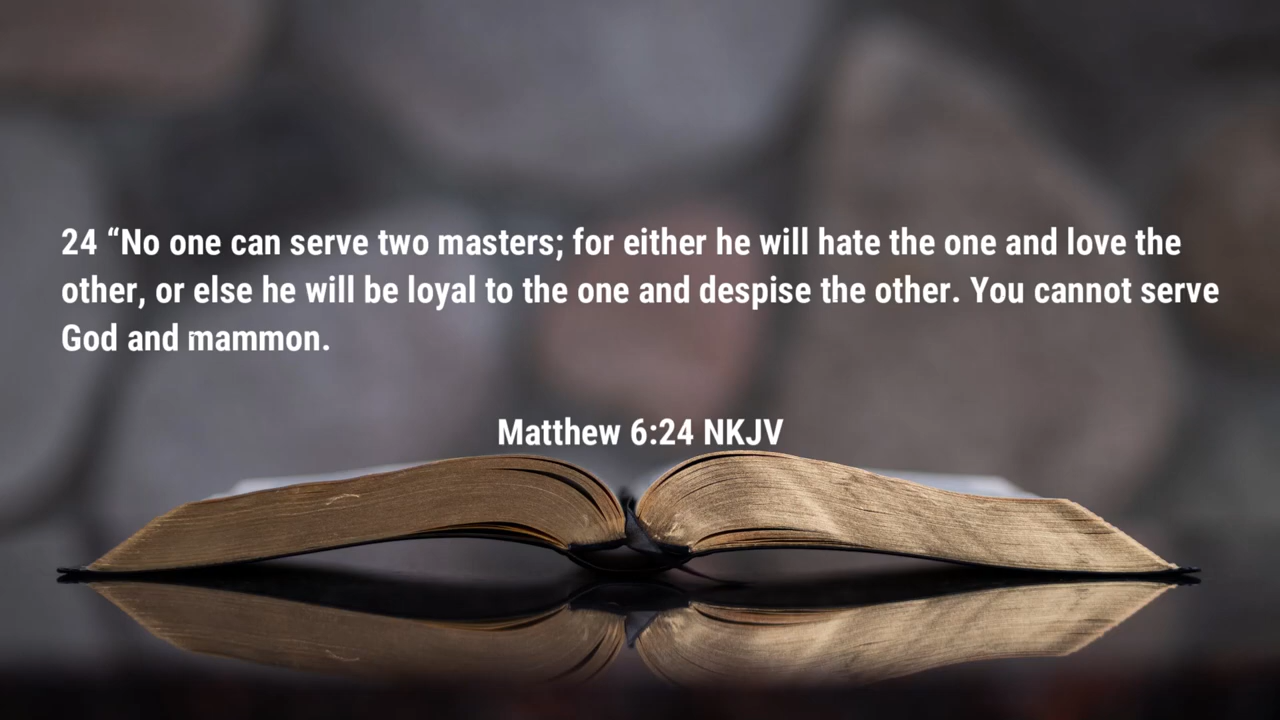 24 “No one can serve two masters; for either he will hate the one and love the
other, or else he will be loyal to the one and despise the other. You cannot serve
God and mammon.
Matthew 6:24 NKJV